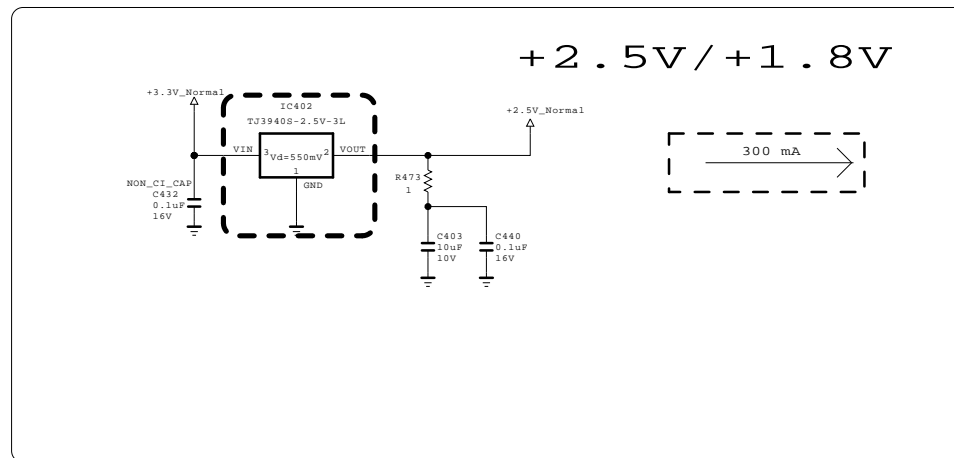 +2.5V/+1.8V
+3.3V_Normal
IC402
TJ3940S-2.5V-3L
+2.5V_Normal
300 mA
VIN
3
Vd=550mV
2
VOUT
1
GND
NON_CI_CAP
C432
0.1uF
16V
R473
1
C403
10uF
10V
C440
0.1uF
16V